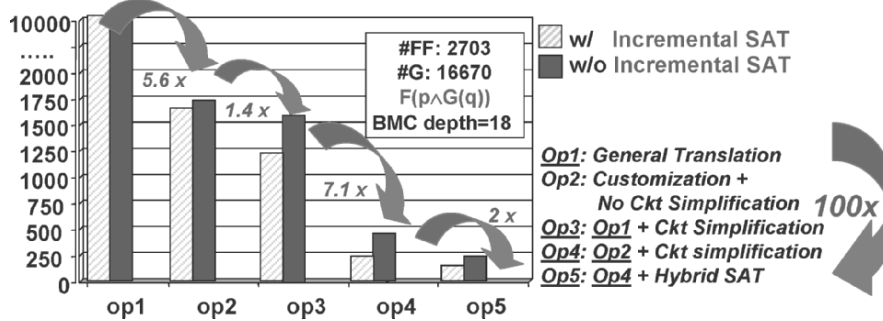 10000
.....
2000
1750
1500
1250
1000
750
500
250
0
5.6 x
1.4 x
7.1 x
2 x
#FF: 2703
#G: 16670
F(p∧G(q))
BMC depth=18
w/ Incremental SAT
w/o Incremental SAT
Op1: General Translation
Op2: Customization +
No Ckt Simplification
Op3: Op1 + Ckt Simplification
Op4: Op2 + Ckt simplification
Op5: Op4 + Hybrid SAT
100x
op1 op2 op3 op4 op5